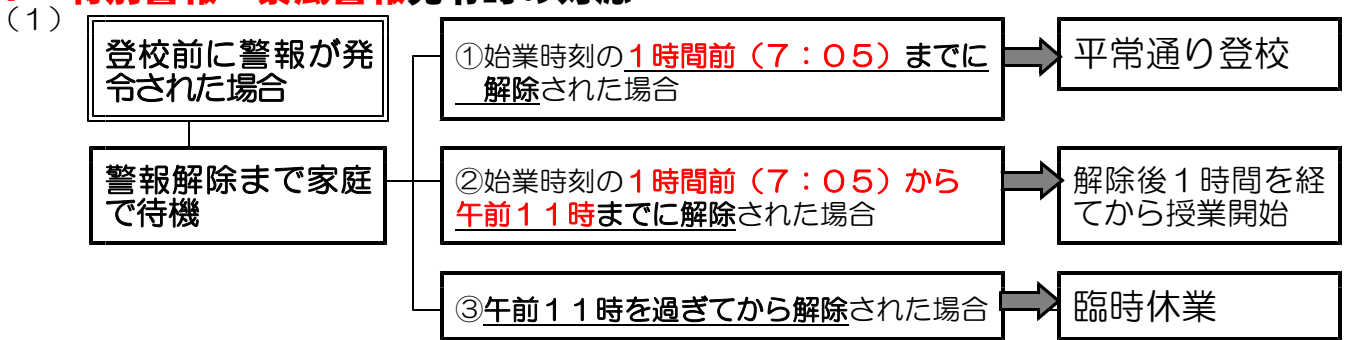 （１）
登校前に警報が発
令された場合
警報解除まで家庭
で待機
①始業時刻の１時間前（７：０５）までに
解除された場合
平常通り登校
②始業時刻の１時間前（７：０５）から
午前１１時までに解除された場合
解除後１時間を経
てから授業開始
③午前１１時を過ぎてから解除された場合
臨時休業